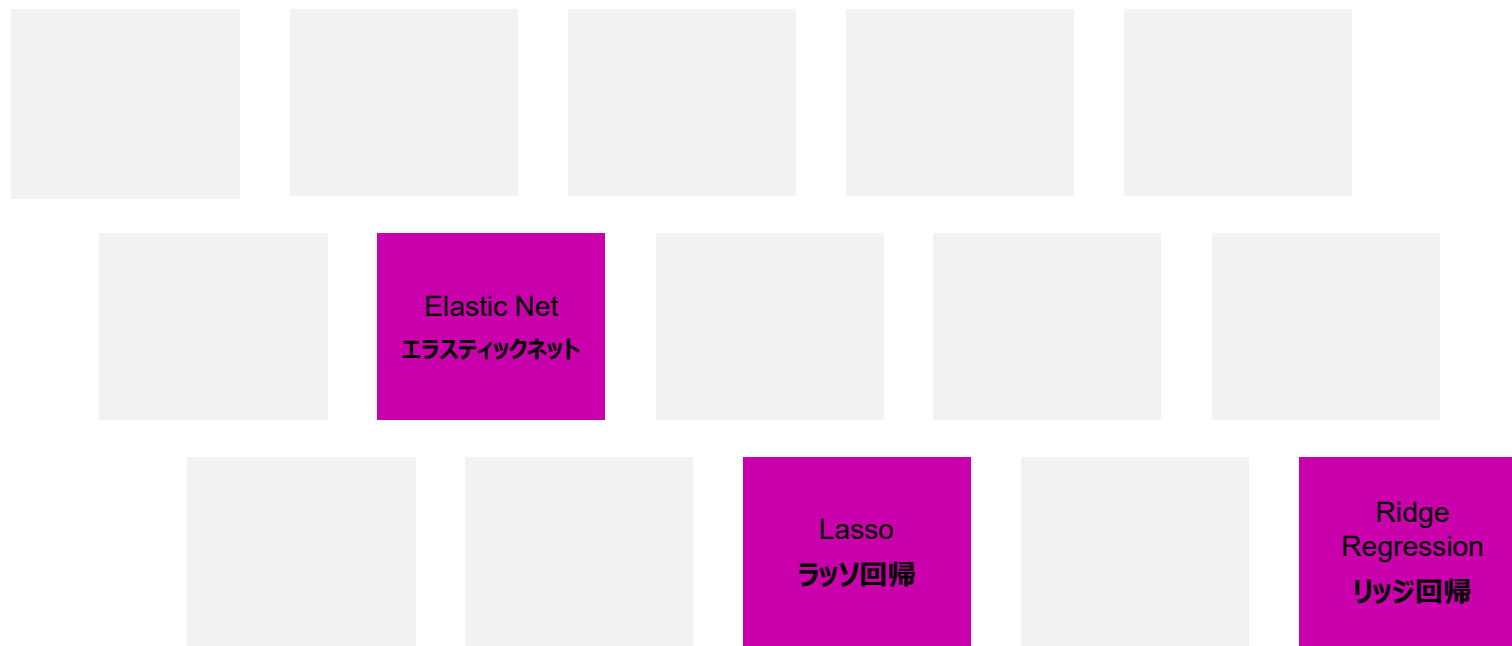 Elastic Net
エラスティックネット
Lasso
ラッソ回帰
Ridge
Regression
リッジ回帰